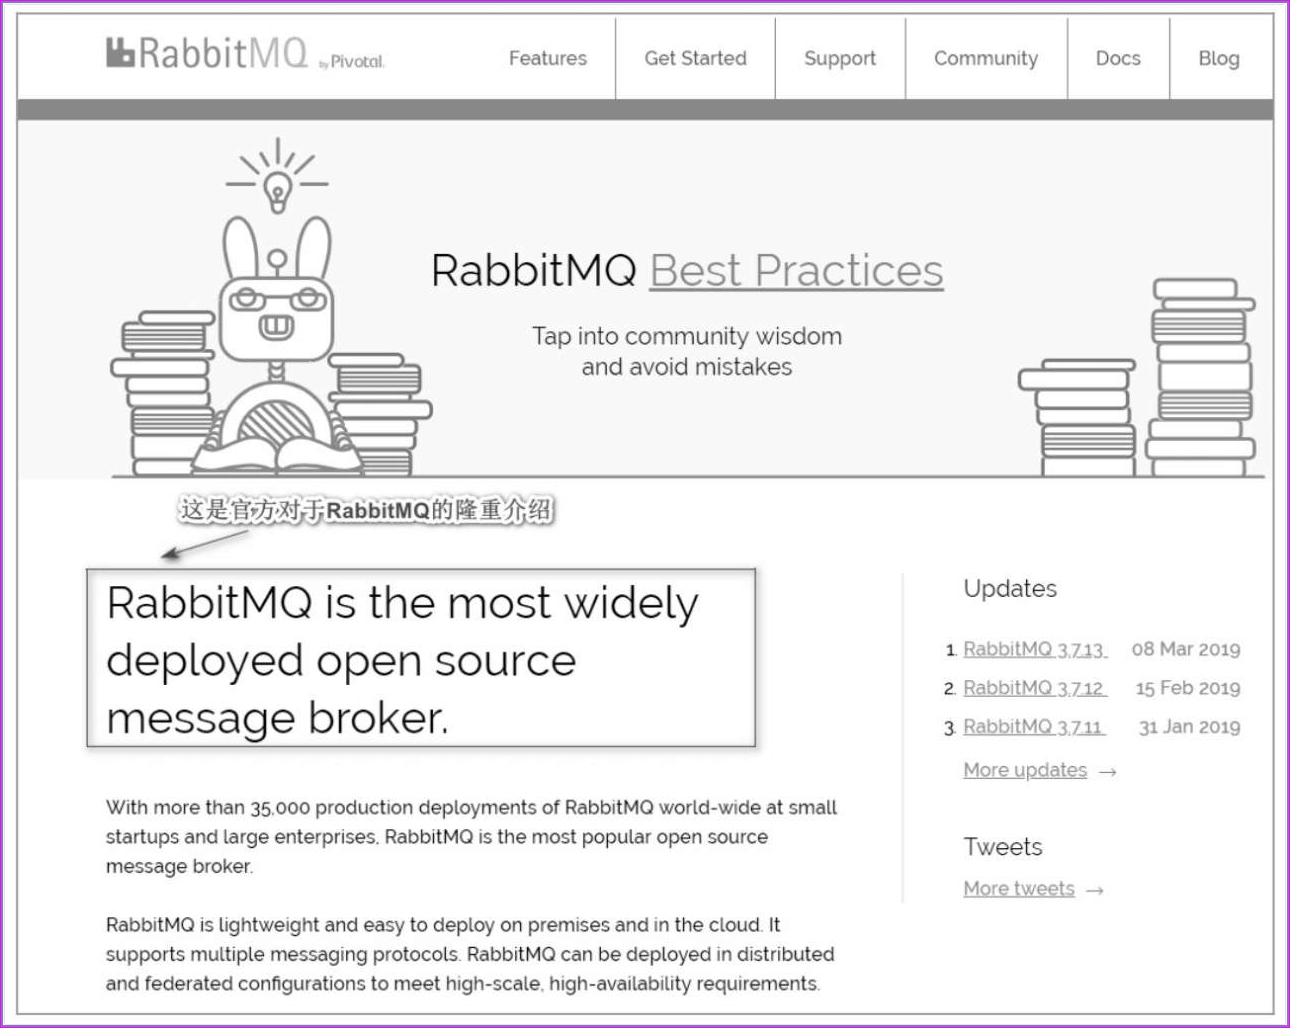 RabbitMQ by Pivotal.
Features
Get Started
Support
Community
Docs
Blog
RabbitMQ Best Practices
Tap into community wisdom
and avoid mistakes
这是官方对于RabbitMQ的隆重介绍
RabbitMQ is the most widely
deployed open source
message broker.
With more than 35,000 production deployments of RabbitMQ world-wide at small
startups and large enterprises, RabbitMQ is the most popular open source
message broker.
RabbitMQ is lightweight and easy to deploy on premises and in the cloud. It
supports multiple messaging protocols. RabbitMQ can be deployed in distributed
and federated configurations to meet high-scale, high-availability requirements.
Updates
1. RabbitMQ 3.7.13 08 Mar 2019
2. RabbitMQ 3.7.12 15 Feb 2019
3. RabbitMQ 3.7.11 31 Jan 2019
More updates →
Tweets
More tweets →